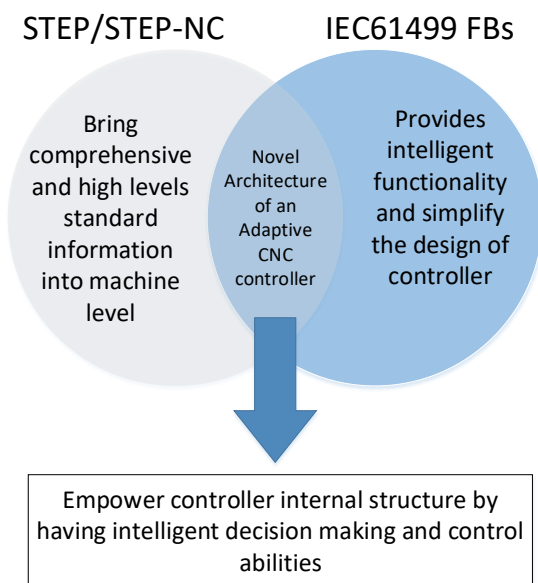 STEP/STEP-NC
IEC61499 FBs
Bring
comprehensive
and high levels
standard
information
into machine
level
Novel
Architecture
of an
Adaptive
CNC
controller
Provides
intelligent
functionality
and simplify
the design of
controller
Empower controller internal structure by
having intelligent decision making and control
abilities